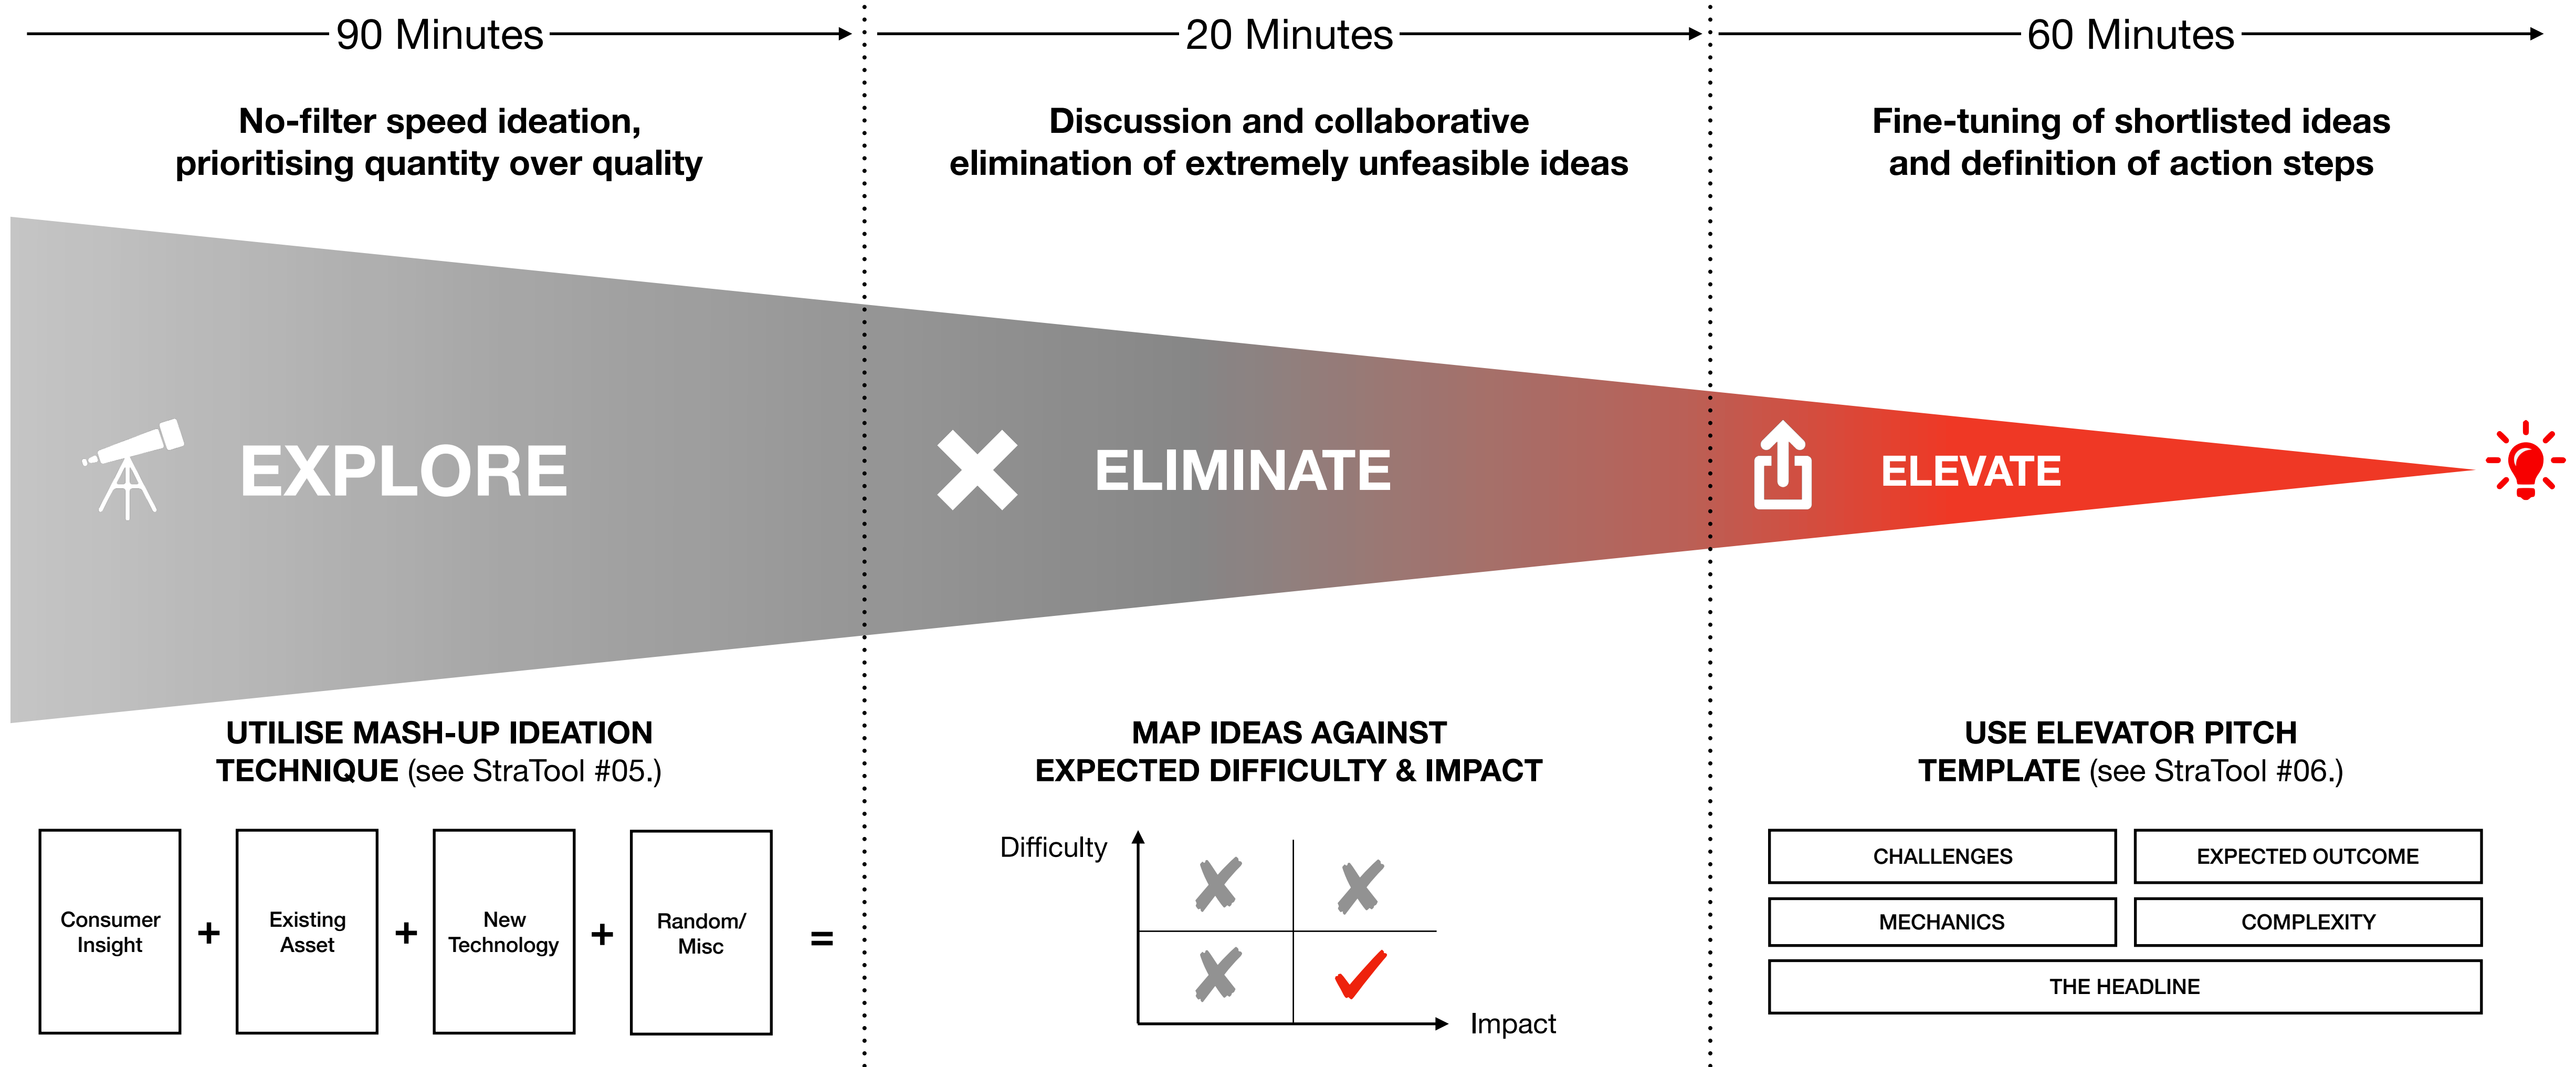 90 Minutes
20 Minutes
60 Minutes
No-filter speed ideation,
prioritising quantity over quality
Discussion and collaborative
elimination of extremely unfeasible ideas
Fine-tuning of shortlisted ideas
and definition of action steps
EXPLORE
ELIMINATE
ELEVATE
UTILISE MASH-UP IDEATION
TECHNIQUE (see StraTool #05.)
MAP IDEAS AGAINST
EXPECTED DIFFICULTY & IMPACT
USE ELEVATOR PITCH
TEMPLATE (see StraTool #06.)
Consumer
Insight
+
Existing
Asset
+
New
Technology
+
Random/
Misc
=
Difficulty
Impact
CHALLENGES
EXPECTED OUTCOME
MECHANICS
COMPLEXITY
THE HEADLINE